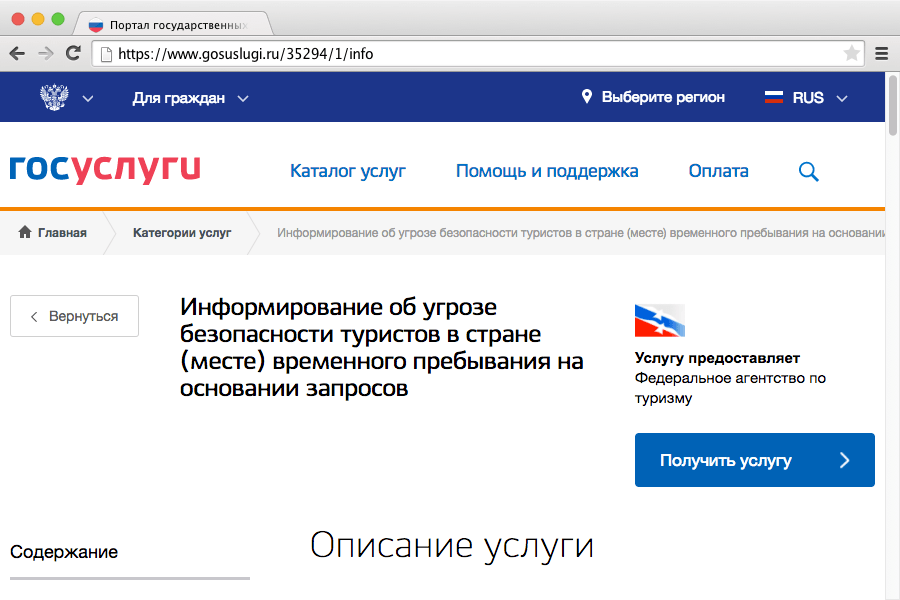 Портал государственных
https://www.gosuslugi.ru/35294/1/info
Для граждан
Выберите регион
RUS
госуслуги
Каталог услуг
Помощь и поддержка
Оплата
Главная
Категории услуг
Информирование об угрозе безопасности туристов в стране (месте) временного пребывания на основании
Вернуться
Информирование об угрозе
безопасности туристов в стране
(месте) временного пребывания на
основании запросов
Услугу предоставляет
Федеральное агентство по
туризму
Получить услугу
Содержание
Описание услуги